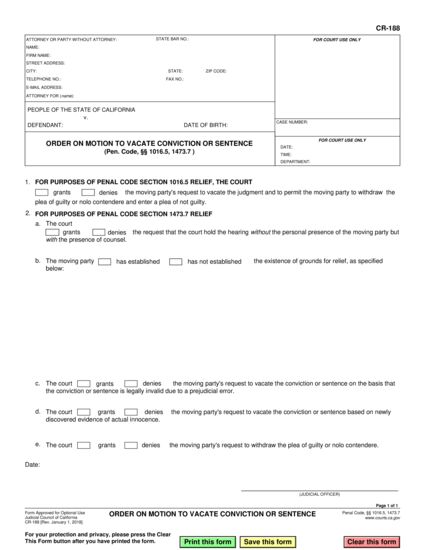 CR-188
ATTORNEY OR PARTY WITHOUT ATTORNEY: STATE BAR NO.:
NAME:
FIRM NAME:
STREET ADDRESS:
CITY: STATE: ZIP CODE:
TELEPHONE NO.: FAX NO.:
E-MAIL ADDRESS:
ATTORNEY FOR (name):
FOR COURT USE ONLY
PEOPLE OF THE STATE OF CALIFORNIA
v.
DEFENDANT: DATE OF BIRTH:
CASE NUMBER:
ORDER ON MOTION TO VACATE CONVICTION OR SENTENCE
(Pen. Code, §§ 1016.5, 1473.7 )
FOR COURT USE ONLY
DATE:
TIME:
DEPARTMENT:
1. FOR PURPOSES OF PENAL CODE SECTION 1016.5 RELIEF, THE COURT
grants denies the moving party's request to vacate the judgment and to permit the moving party to withdraw the
plea of guilty or nolo contendere and enter a plea of not guilty.
2. FOR PURPOSES OF PENAL CODE SECTION 1473.7 RELIEF
a. The court
grants denies the request that the court hold the hearing without the personal presence of the moving party but
with the presence of counsel.
b. The moving party has established has not established the existence of grounds for relief, as specified
below:
c. The court grants denies the moving party's request to vacate the conviction or sentence on the basis that
the conviction or sentence is legally invalid due to a prejudicial error.
d. The court grants denies the moving party's request to vacate the conviction or sentence based on newly
discovered evidence of actual innocence.
e. The court grants denies the moving party's request to withdraw the plea of guilty or nolo contendere.
Date:
(JUDICIAL OFFICER)
Page 1 of 1
Form Approved for Optional Use
Judicial Council of California
CR-188 [Rev. January 1, 2018]
ORDER ON MOTION TO VACATE CONVICTION OR SENTENCE
Penal Code, §§ 1016.5, 1473.7
www.courts.ca.gov
For your protection and privacy, please press the Clear
This Form button after you have printed the form.
Print this form
Save this form
Clear this form